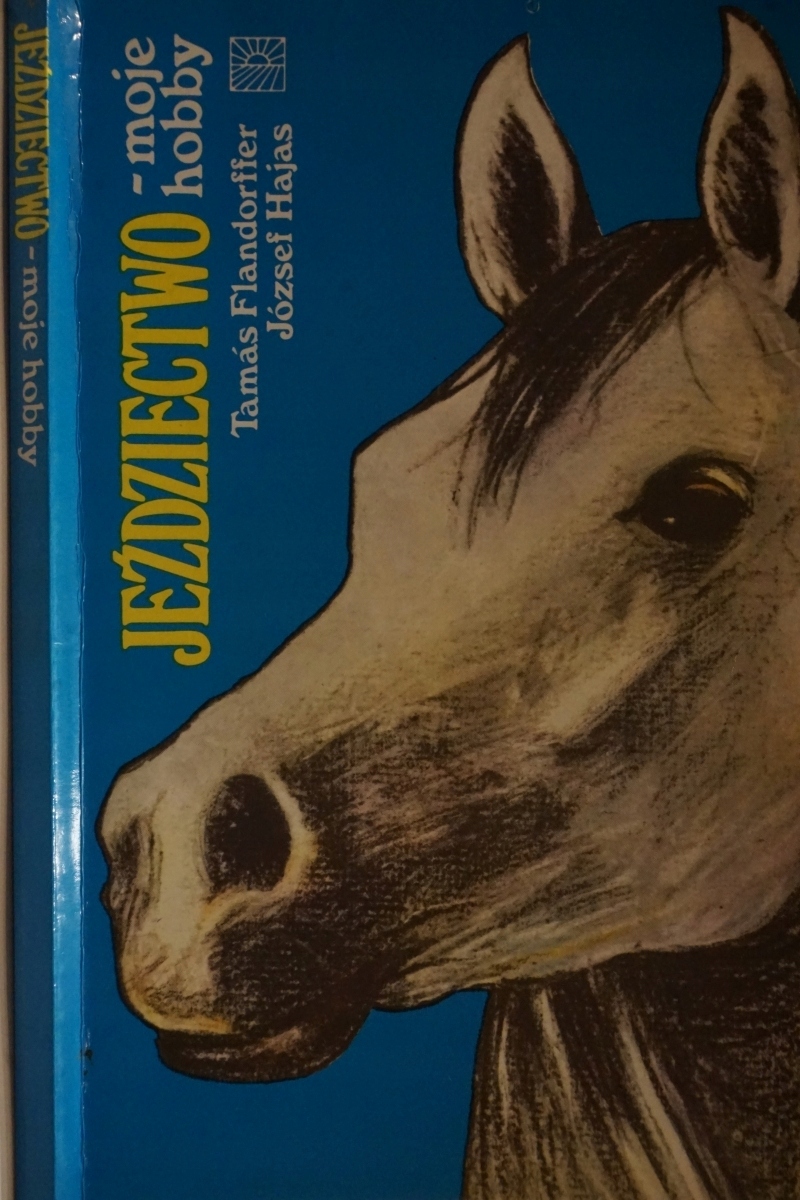 JEŹDZIECTWO - moje hobby
JEŹDZIECTWO - moje
hobby
Tamás Flandorffer
József Hajas